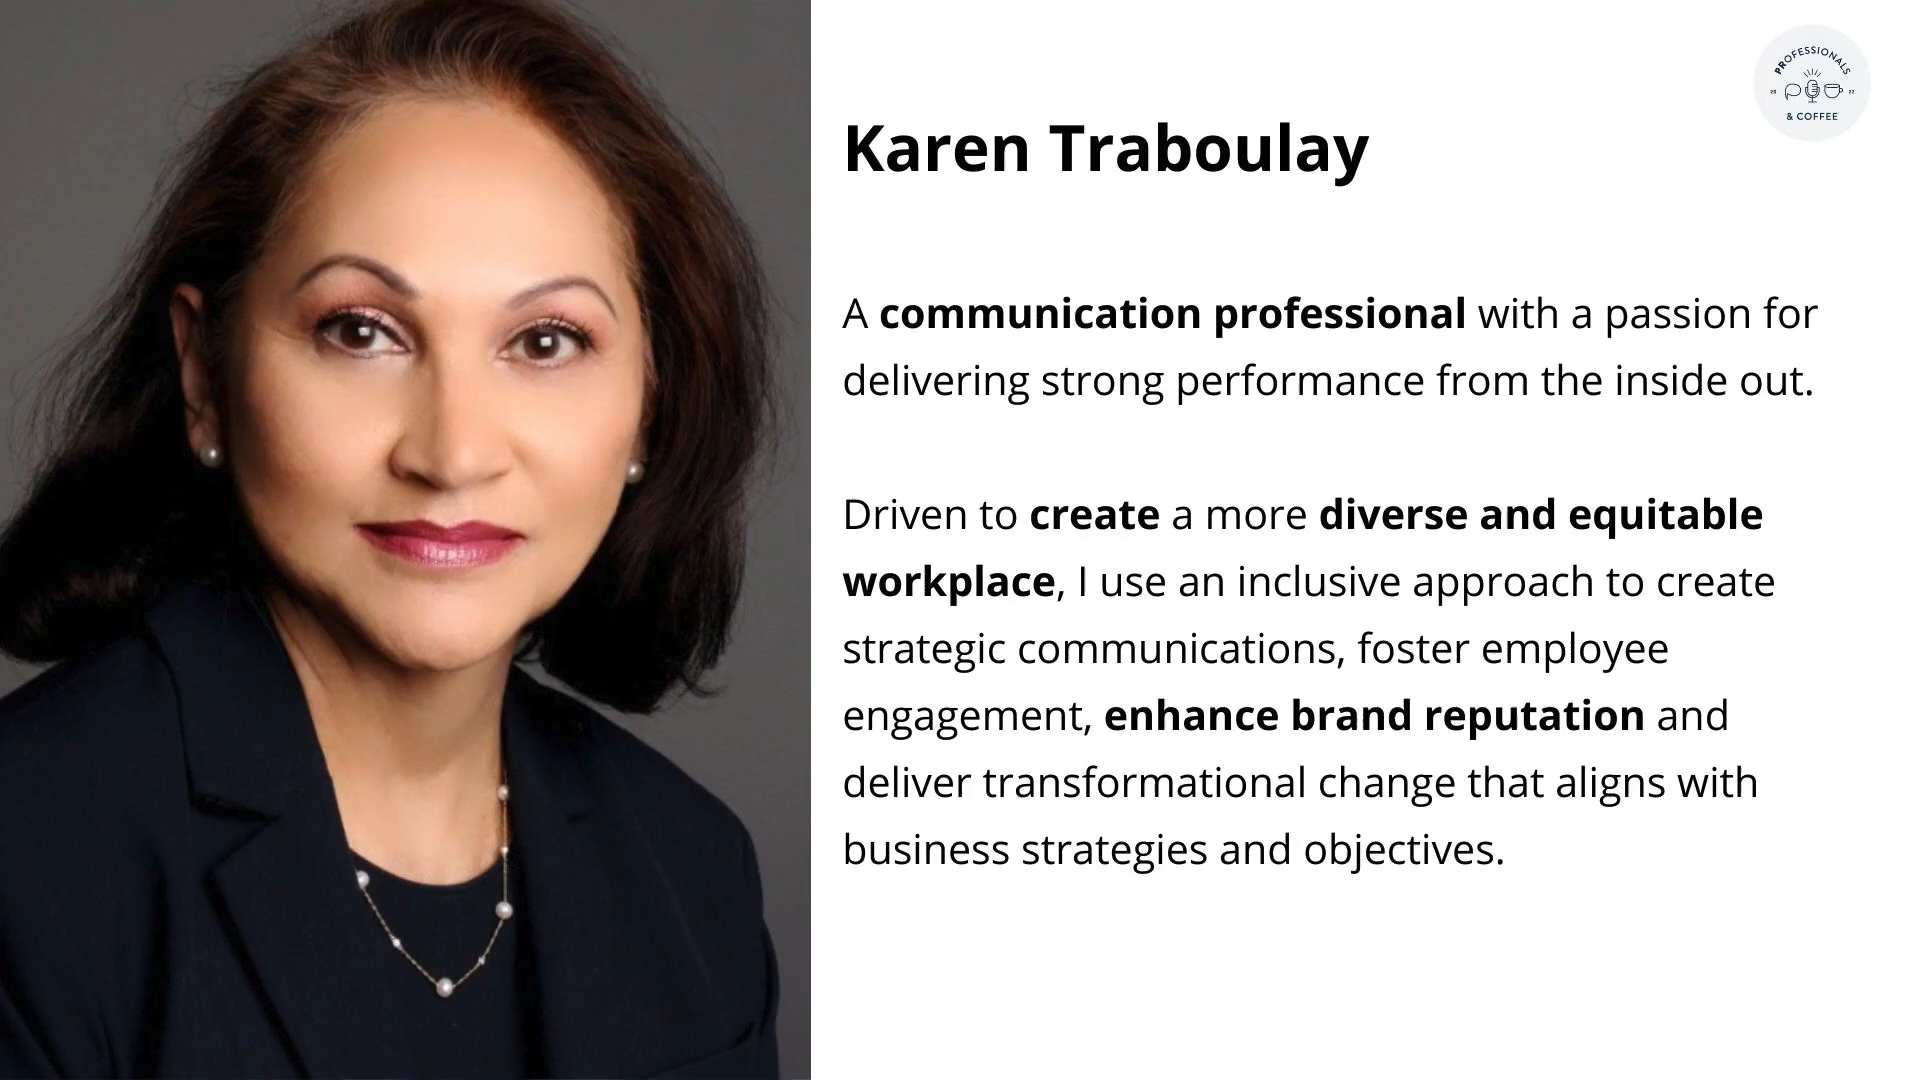 PROFESSIONALS
20 22
& COFFEE
Karen Traboulay
A communication professional with a passion for
delivering strong performance from the inside out.
Driven to create a more diverse and equitable
workplace, I use an inclusive approach to create
strategic communications, foster employee
engagement, enhance brand reputation and
deliver transformational change that aligns with
business strategies and objectives.